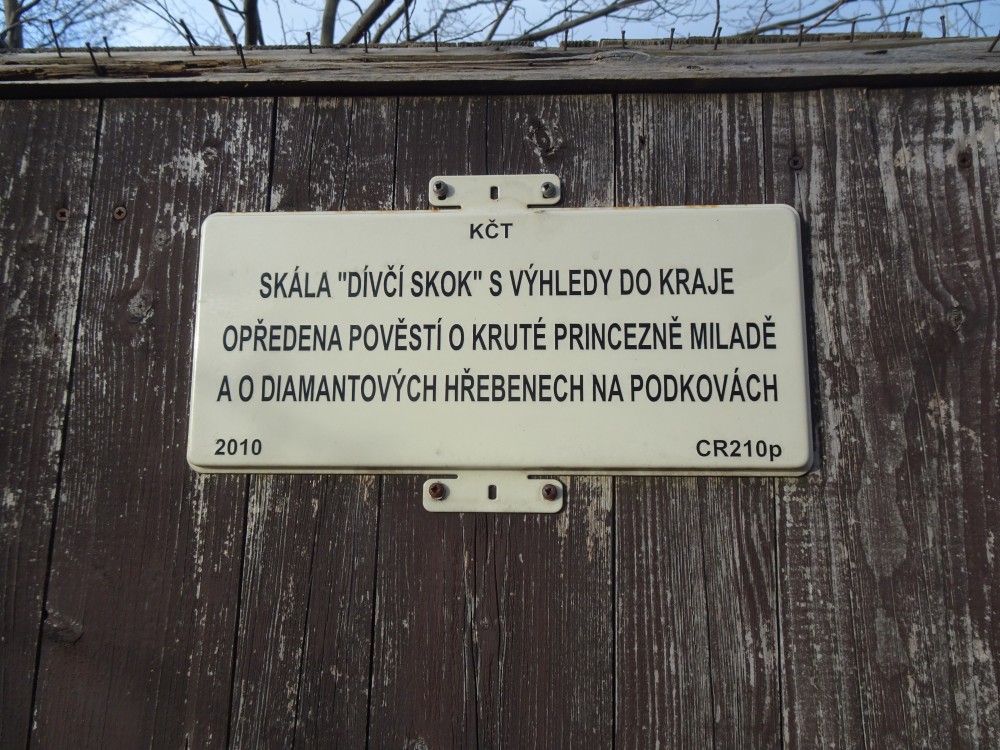 KČT
SKÁLA "DÍVČÍ SKOK" S VÝHLEDY DO KRAJE
OPŘEDENA POVĚSTÍ O KRUTÉ PRINCEZNĚ MILADĚ
A O DIAMANTOVÝCH HŘEBENECH NA PODKOVÁCH
2010 CR210p